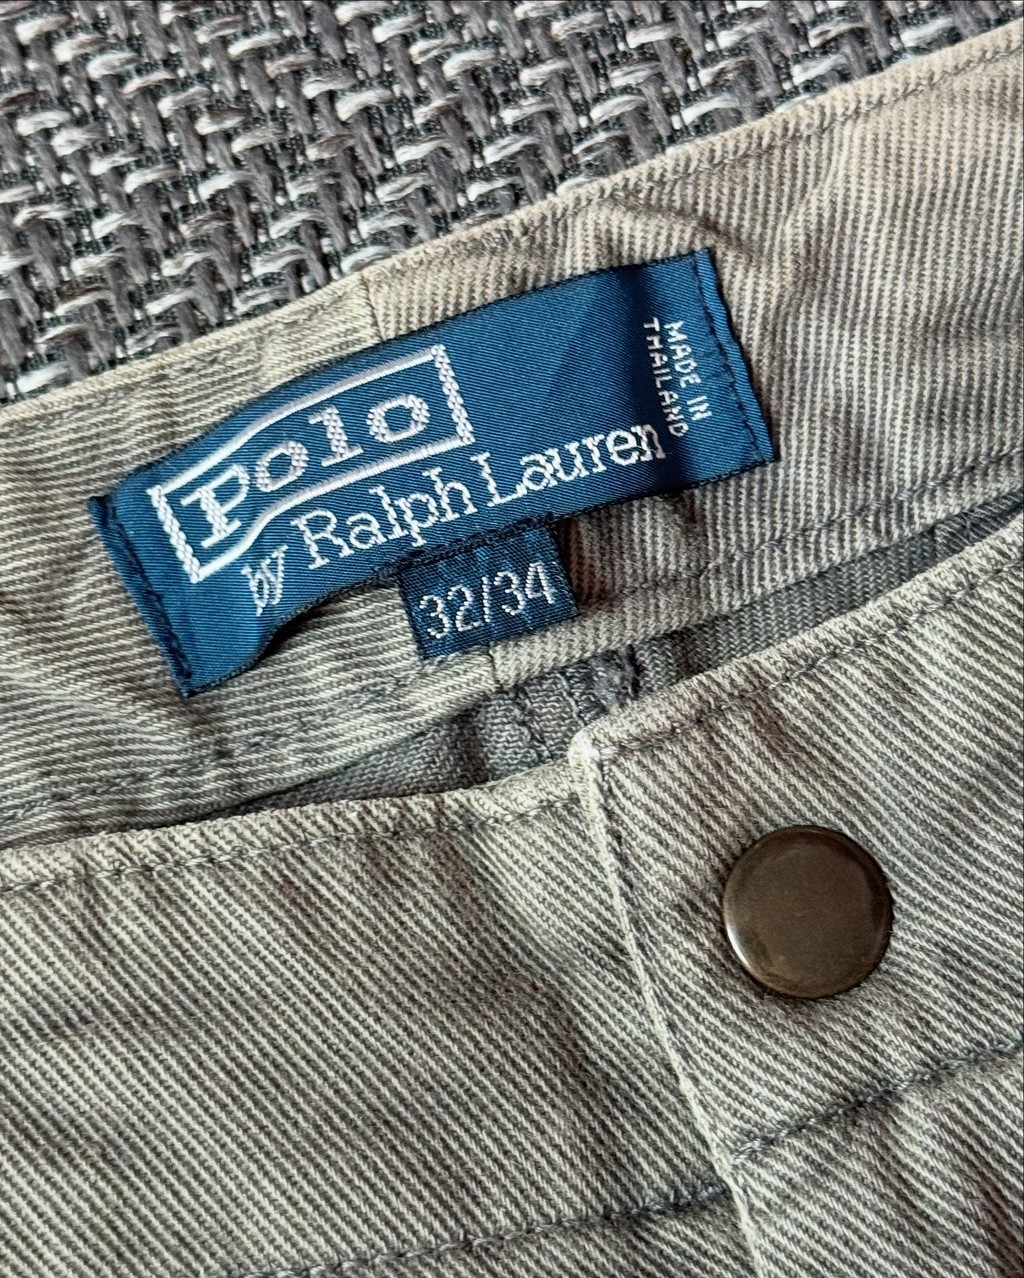 Polo
by Ralph Lauren
MADE IN
THAILAND
32/34